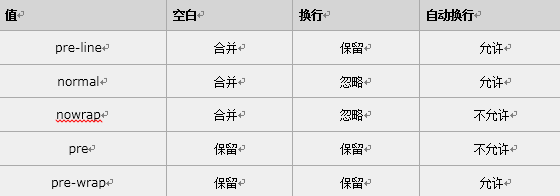 值 空白 换行 自动换行
pre-line 合并 保留 允许
normal 合并 忽略 允许
nowrap 合并 忽略 不允许
pre 保留 保留 不允许
pre-wrap 保留 保留 允许